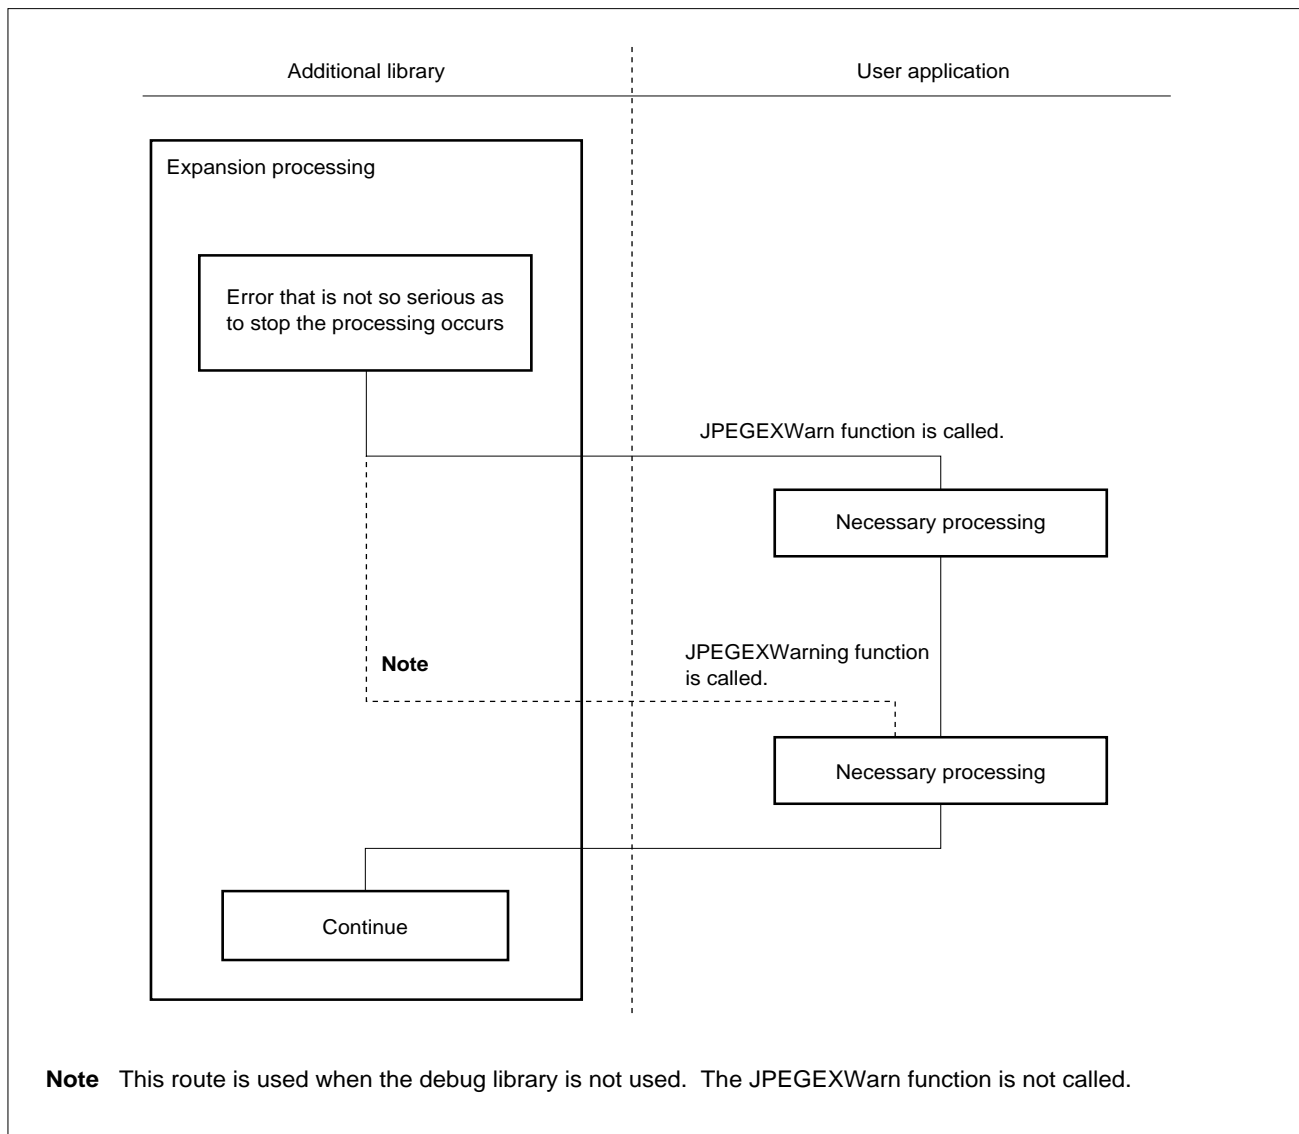 Additional library
User application
Expansion processing
Error that is not so serious as
to stop the processing occurs
JPEGEXWarn function is called.
Necessary processing
Note
JPEGEXWarning function
is called.
Necessary processing
Continue
Note This route is used when the debug library is not used. The JPEGEXWarn function is not called.